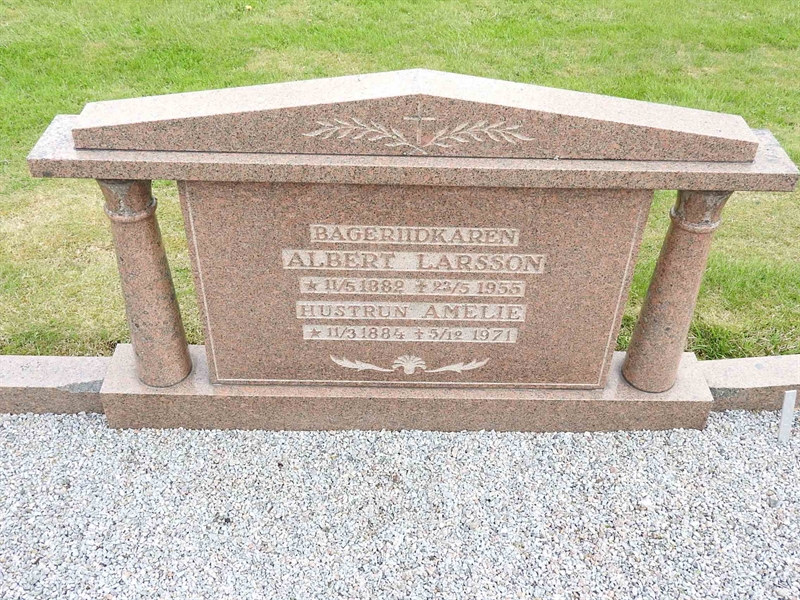 BAGERIIDKAREN
ALBERT LARSSON
* 11/5 1882 ✝ 23/5 1955
HUSTRUN AMELIE
* 11/3 1884 ✝ 5/12 1971